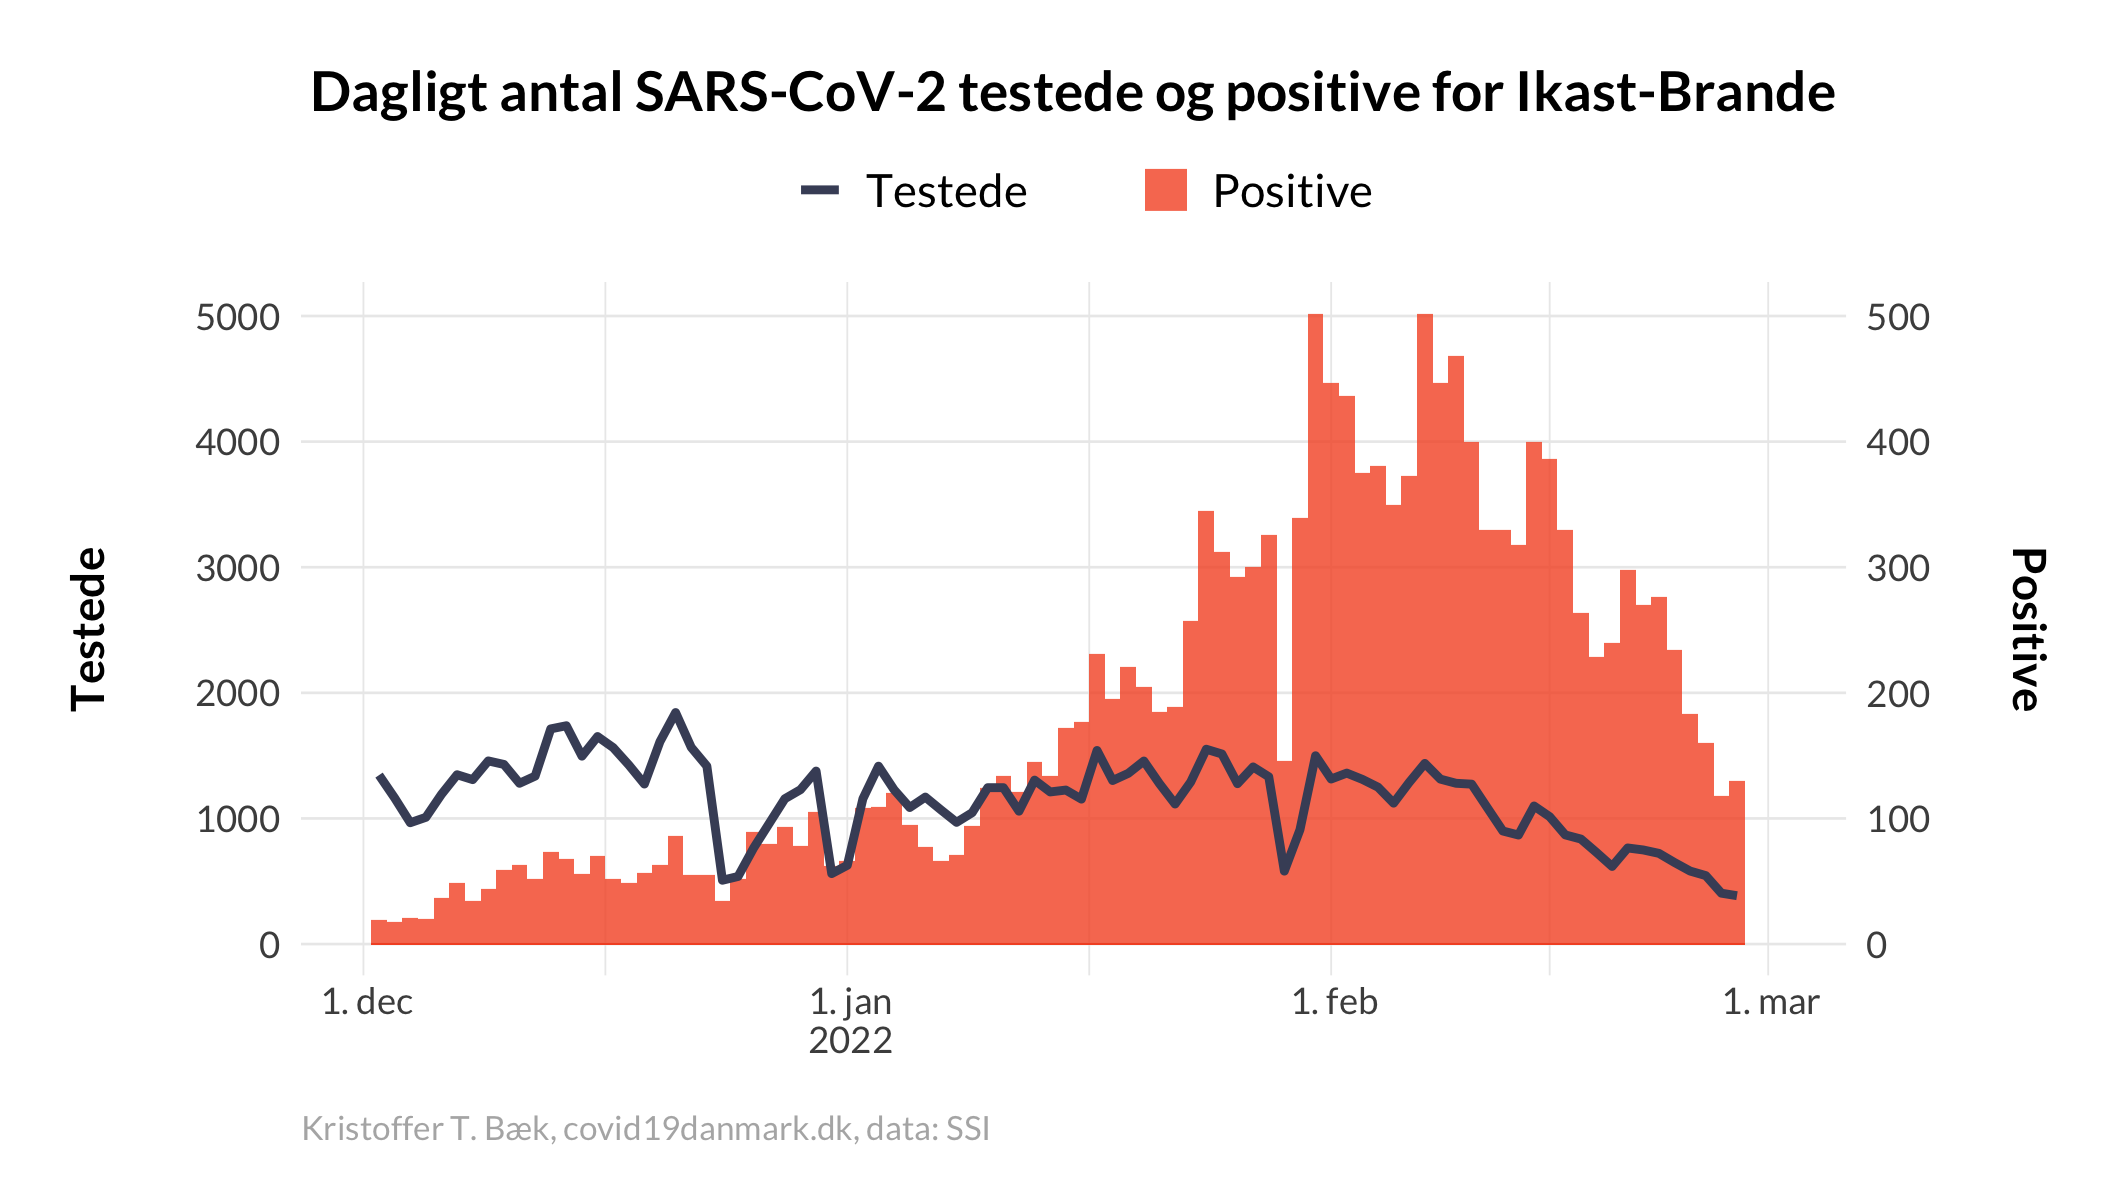 Dagligt antal SARS-CoV-2 testede og positive for Ikast-Brande
Testede
Positive
5000
4000
3000
2000
1000
0
Testede
500
400
300
200
100
0
Positive
1. dec
1. jan
2022
1. feb
1. mar
Kristoffer T. Bæk, covid19danmark.dk, data: SSI